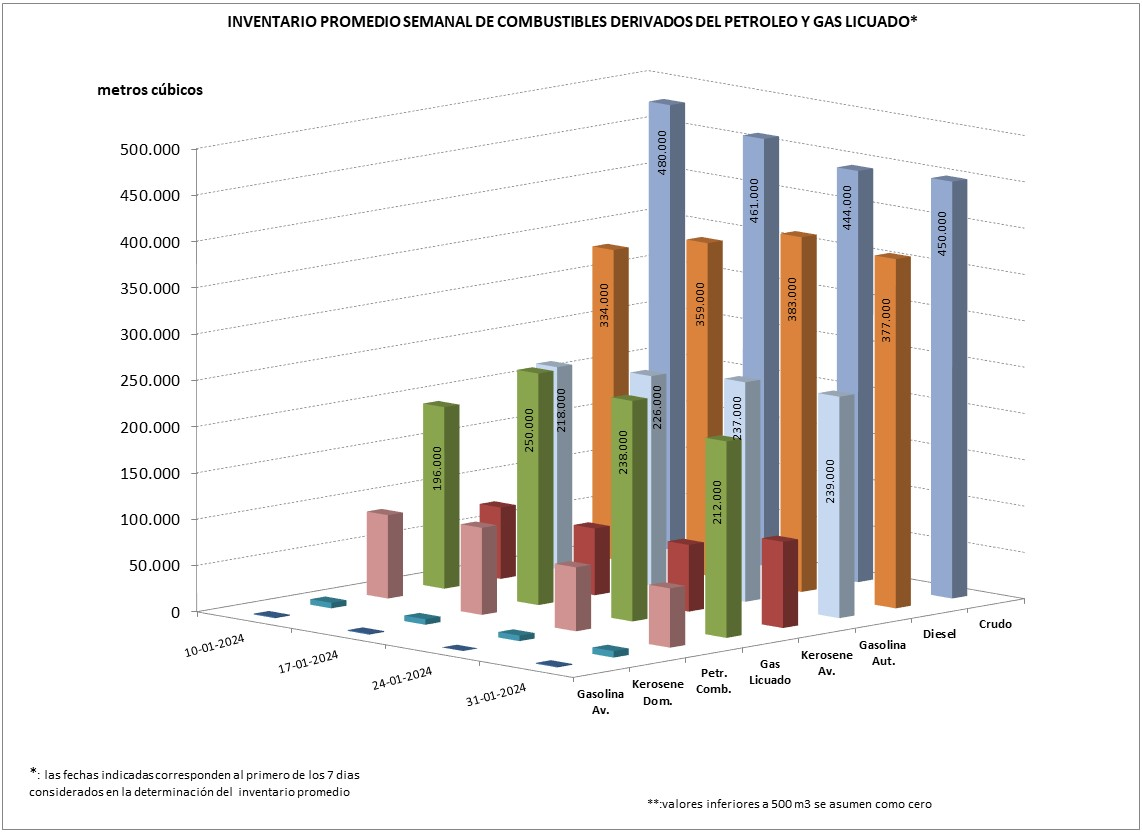 INVENTARIO PROMEDIO SEMANAL DE COMBUSTIBLES DERIVADOS DEL PETROLEO Y GAS LICUADO*
metros cúbicos
500.000
450.000
400.000
350.000
300.000
250.000
200.000
150.000
100.000
50.000
0
480.000
461.000
444.000
450.000
334.000
359.000
383.000
377.000
218.000
226.000
237.000
239.000
196.000
250.000
238.000
212.000
10-01-2024
17-01-2024
24-01-2024
31-01-2024
Gasolina
Av.
Kerosene
Dom.
Petr.
Comb.
Gas
Licuado
Kerosene
Av.
Gasolina
Aut.
Diesel
Crudo
*: las fechas indicadas corresponden al primero de los 7 dias
considerados en la determinación del inventario promedio
**:valores inferiores a 500 m3 se asumen como cero